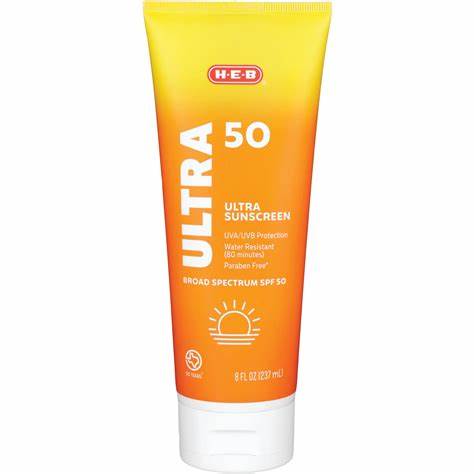 H-E-B
ULTRA
50
ULTRA
SUNSCREEN
UVA/UVB Protection
Water Resistant
(80 minutes)
Paraben Free*
BROAD SPECTRUM SPF 50
8 FL OZ (237 mL)